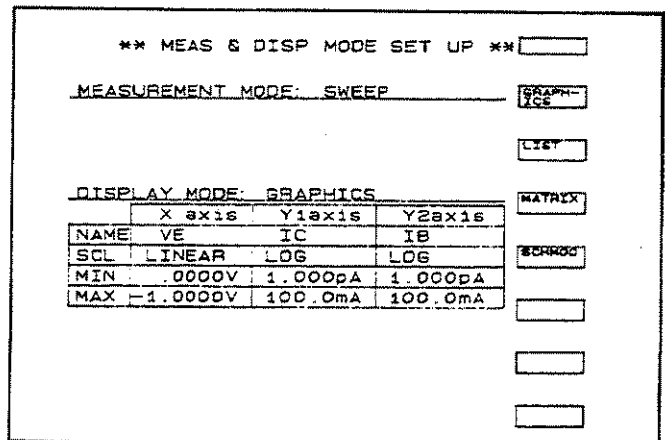 ** MEAS & DISP MODE SET UP **
MEASUREMENT MODE: SWEEP
GRAPH-
ICS
LIST
DISPLAY MODE: GRAPHICS
MATRIX
X axis Y1axis Y2axis
NAME VE IC IB
SCL LINEAR LOG LOG
SCHMOO
MIN .0000V 1.000pA 1.000pA
MAX -1.0000V 100.0mA 100.0mA